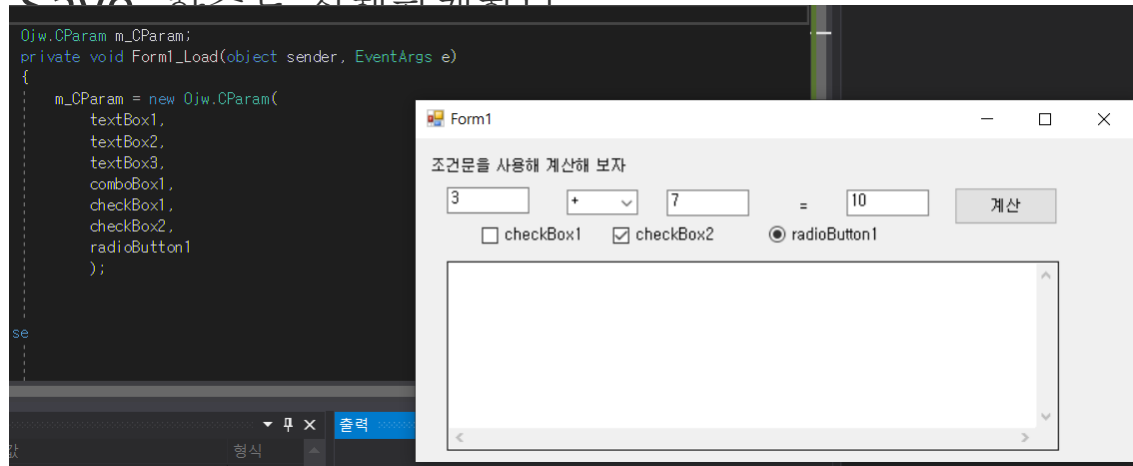 Ojw.CParam m_CParam;
private void Form1_Load(object sender, EventArgs e)
{
m_CParam = new Ojw.CParam(
textBox1,
textBox2,
textBox3,
comboBox1,
checkBox1,
checkBox2,
radioButton1
);
se
Form1
조건문을 사용해 계산해 보자
3 + 7 = 10 계산
checkBox1 checkBox2 radioButton1
출력
값 형식